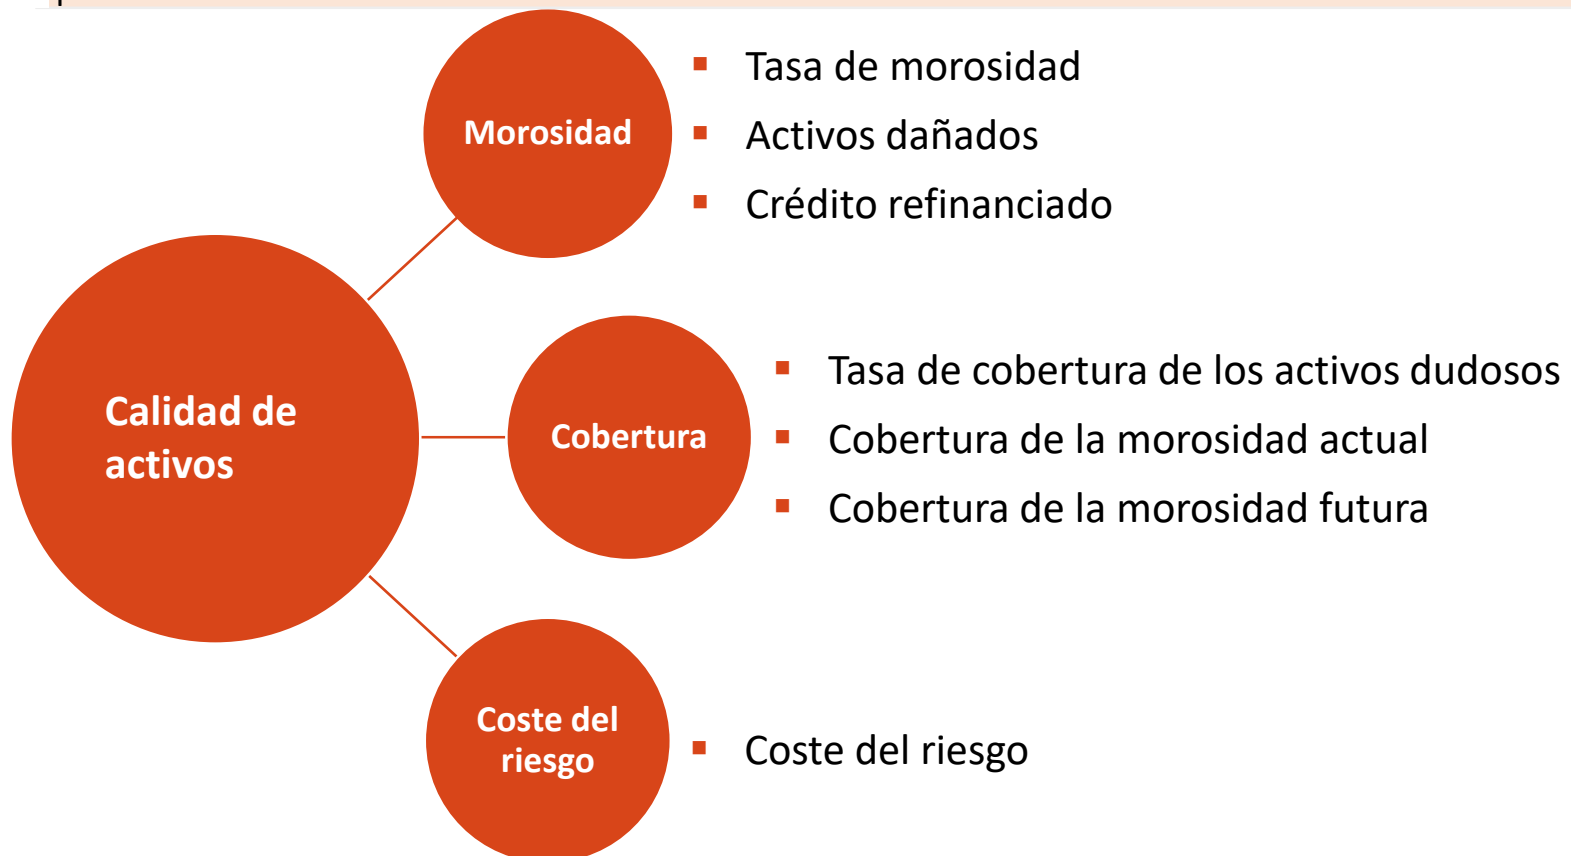 Morosidad
Tasa de morosidad
Activos dañados
Crédito refinanciado
Calidad de
activos
Cobertura
Tasa de cobertura de los activos dudosos
Cobertura de la morosidad actual
Cobertura de la morosidad futura
Coste del
riesgo
Coste del riesgo